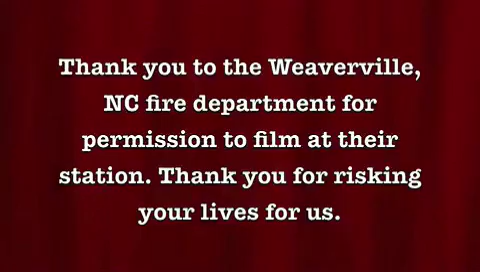 Thank you to the Weaverville,
NC fire department for
permission to film at their
station. Thank you for risking
your lives for us.